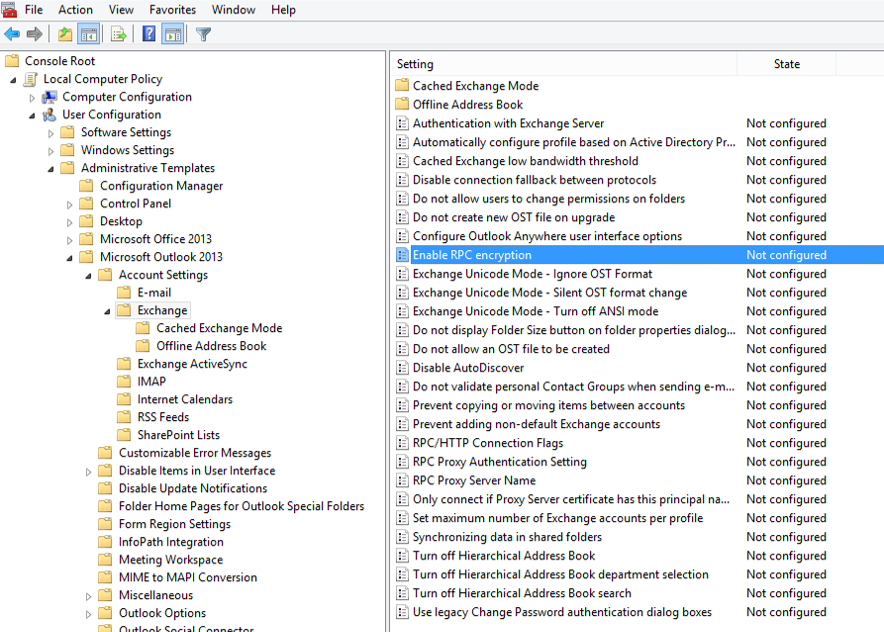 File Action View Favorites Window Help
Console Root
Local Computer Policy
Computer Configuration
User Configuration
Software Settings
Windows Settings
Administrative Templates
Configuration Manager
Control Panel
Desktop
Microsoft Office 2013
Microsoft Outlook 2013
Account Settings
E-mail
Exchange
Cached Exchange Mode
Offline Address Book
Exchange ActiveSync
IMAP
Internet Calendars
RSS Feeds
SharePoint Lists
Customizable Error Messages
Disable Items in User Interface
Disable Update Notifications
Folder Home Pages for Outlook Special Folders
Form Region Settings
InfoPath Integration
Meeting Workspace
MIME to MAPI Conversion
Miscellaneous
Outlook Options
Outlook Social Connector
Setting State
Cached Exchange Mode
Offline Address Book
Authentication with Exchange Server Not configured
Automatically configure profile based on Active Directory Pr... Not configured
Cached Exchange low bandwidth threshold Not configured
Disable connection fallback between protocols Not configured
Do not allow users to change permissions on folders Not configured
Do not create new OST file on upgrade Not configured
Configure Outlook Anywhere user interface options Not configured
Enable RPC encryption Not configured
Exchange Unicode Mode - Ignore OST Format Not configured
Exchange Unicode Mode - Silent OST format change Not configured
Exchange Unicode Mode - Turn off ANSI mode Not configured
Do not display Folder Size button on folder properties dialog... Not configured
Do not allow an OST file to be created Not configured
Disable AutoDiscover Not configured
Do not validate personal Contact Groups when sending e-m... Not configured
Prevent copying or moving items between accounts Not configured
Prevent adding non-default Exchange accounts Not configured
RPC/HTTP Connection Flags Not configured
RPC Proxy Authentication Setting Not configured
RPC Proxy Server Name Not configured
Only connect if Proxy Server certificate has this principal na... Not configured
Set maximum number of Exchange accounts per profile Not configured
Synchronizing data in shared folders Not configured
Turn off Hierarchical Address Book Not configured
Turn off Hierarchical Address Book department selection Not configured
Turn off Hierarchical Address Book search Not configured
Use legacy Change Password authentication dialog boxes Not configured